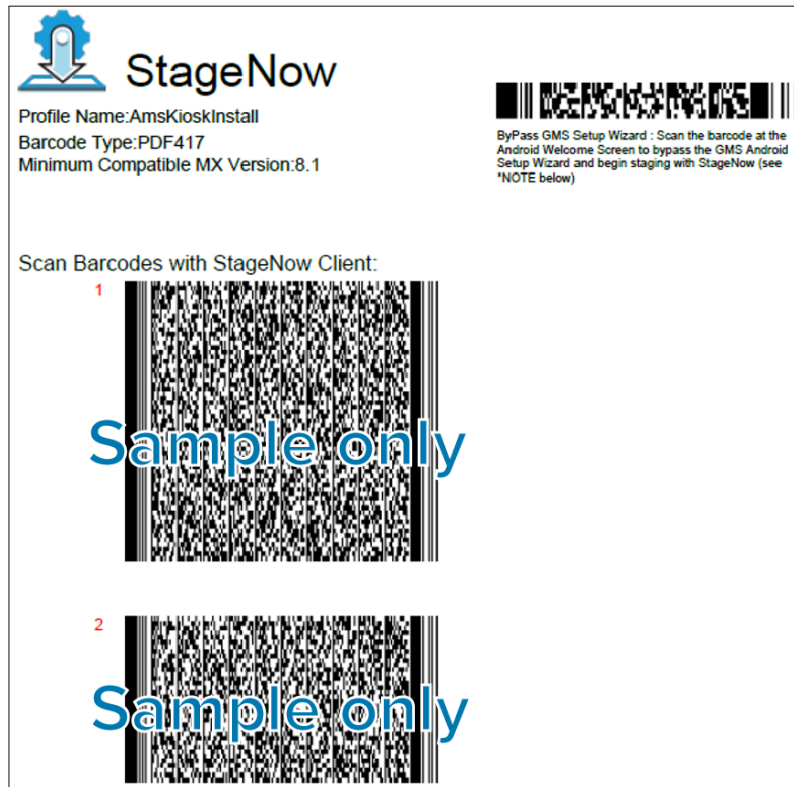 StageNow
Profile Name:AmsKioskInstall
Barcode Type:PDF417
Minimum Compatible MX Version:8.1
ByPass GMS Setup Wizard : Scan the barcode at the
Android Welcome Screen to bypass the GMS Android
Setup Wizard and begin staging with StageNow (see
*NOTE below)
Scan Barcodes with StageNow Client:
1
Sample only
2
Sample only